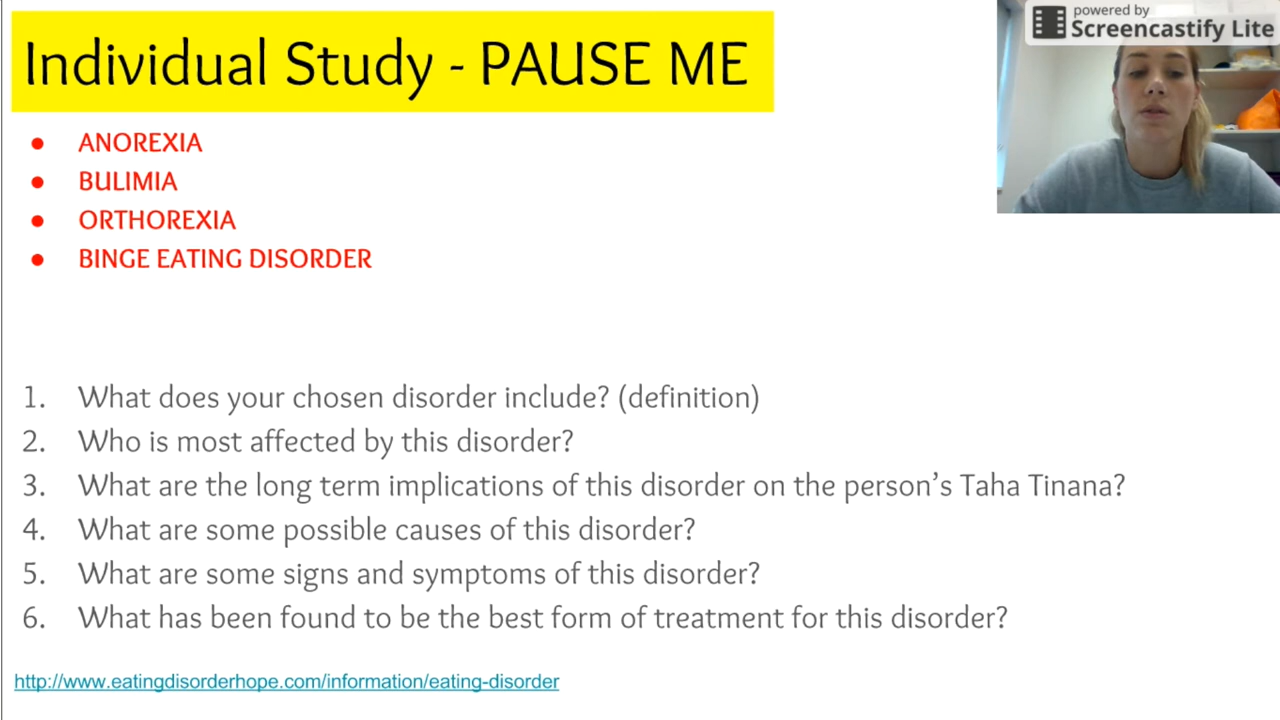 Individual Study - PAUSE ME
powered by
Screencastify Lite
● ANOREXIA
● BULIMIA
● ORTHOREXIA
● BINGE EATING DISORDER
1. What does your chosen disorder include? (definition)
2. Who is most affected by this disorder?
3. What are the long term implications of this disorder on the person’s Taha Tinana?
4. What are some possible causes of this disorder?
5. What are some signs and symptoms of this disorder?
6. What has been found to be the best form of treatment for this disorder?
http://www.eatingdisorderhope.com/information/eating-disorder